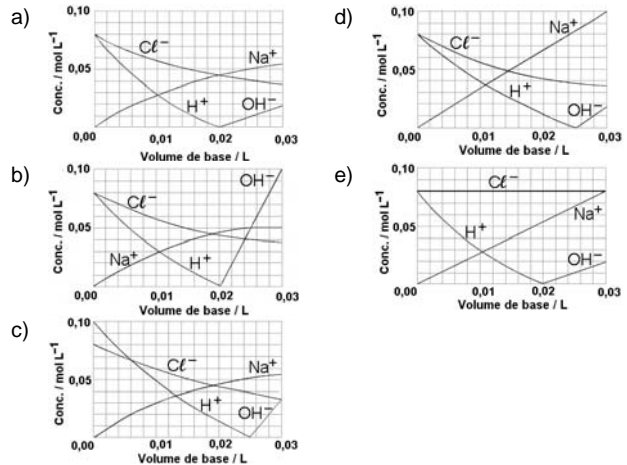 a)
0,10
Conc. / mol L⁻¹
0,05
0,00
Cℓ⁻
Na⁺
H⁺
OH⁻
0,01
0,02
0,03
Volume de base / L
b)
0,10
Conc. / mol L⁻¹
0,05
0,00
Cℓ⁻
Na⁺
H⁺
OH⁻
0,01
0,02
0,03
Volume de base / L
c)
0,10
Conc. / mol L⁻¹
0,05
0,00
Cℓ⁻
Na⁺
H⁺
OH⁻
0,01
0,02
0,03
Volume de base / L
d)
0,10
Conc. / mol L⁻¹
0,05
0,00
Cℓ⁻
Na⁺
H⁺
OH⁻
0,01
0,02
0,03
Volume de base / L
e)
0,10
Conc. / mol L⁻¹
0,05
0,00
Cℓ⁻
Na⁺
H⁺
OH⁻
0,01
0,02
0,03
Volume de base / L